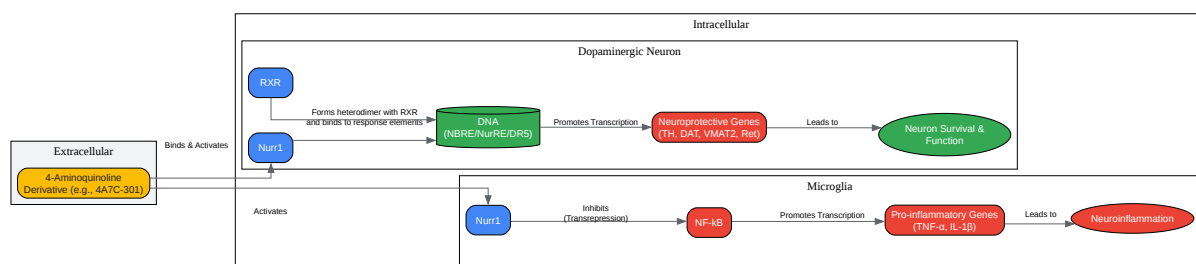 Intracellular
Dopaminergic Neuron
RXR
Forms heterodimer with RXR
and binds to response elements
DNA
(NBRE/NurRE/DR5)
Promotes Transcription
Neuroprotective Genes
(TH, DAT, VMAT2, Ret)
Leads to
Neuron Survival &
Function
Nurr1
Extracellular
Binds & Activates
4-Aminoquinoline
Derivative (e.g., 4A7C-301)
Activates
Microglia
Nurr1
Inhibits
(Transrepression)
NF-kB
Promotes Transcription
Pro-inflammatory Genes
(TNF-α, IL-1β)
Leads to
Neuroinflammation